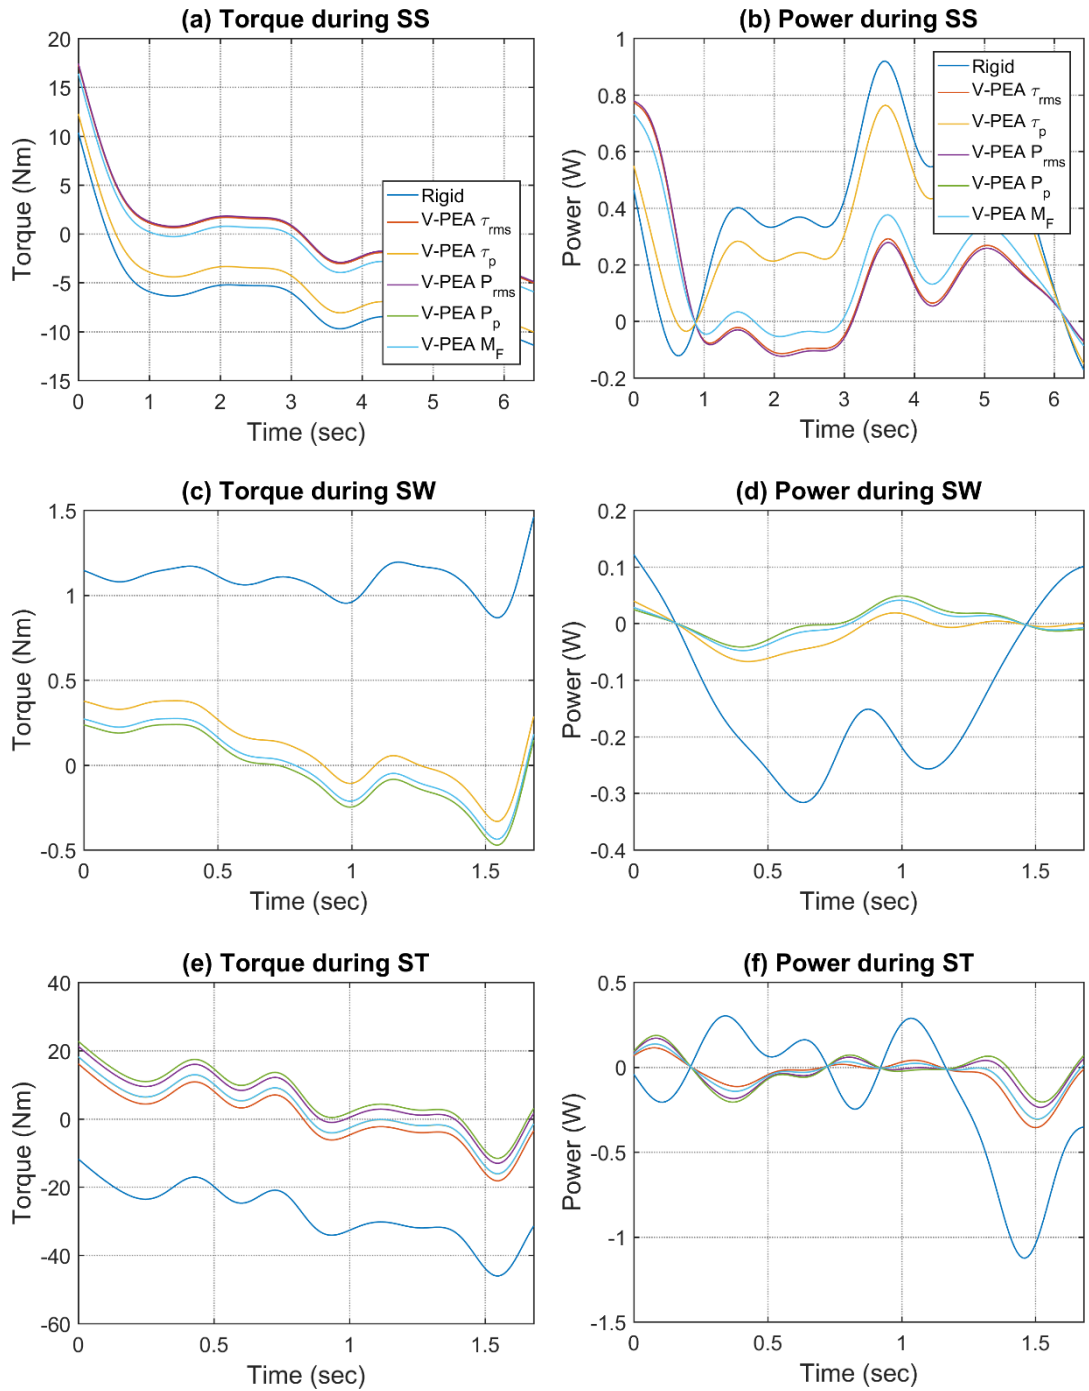 (a) Torque during SS
20
15
10
5
0
-5
-10
-15
0 1 2 3 4 5 6
Torque (Nm)
Time (sec)
Rigid
V-PEA τrms
V-PEA τp
V-PEA Prms
V-PEA Pp
V-PEA MF
(b) Power during SS
1
0.8
0.6
0.4
0.2
0
-0.2
0 1 2 3 4 5 6
Power (W)
Time (sec)
Rigid
V-PEA τrms
V-PEA τp
V-PEA Prms
V-PEA Pp
V-PEA MF
(c) Torque during SW
1.5
1
0.5
0
-0.5
0 0.5 1 1.5
Torque (Nm)
Time (sec)
(d) Power during SW
0.2
0.1
0
-0.1
-0.2
-0.3
-0.4
0 0.5 1 1.5
Power (W)
Time (sec)
(e) Torque during ST
40
20
0
-20
-40
-60
0 0.5 1 1.5
Torque (Nm)
Time (sec)
(f) Power during ST
0.5
0
-0.5
-1
-1.5
0 0.5 1 1.5
Power (W)
Time (sec)